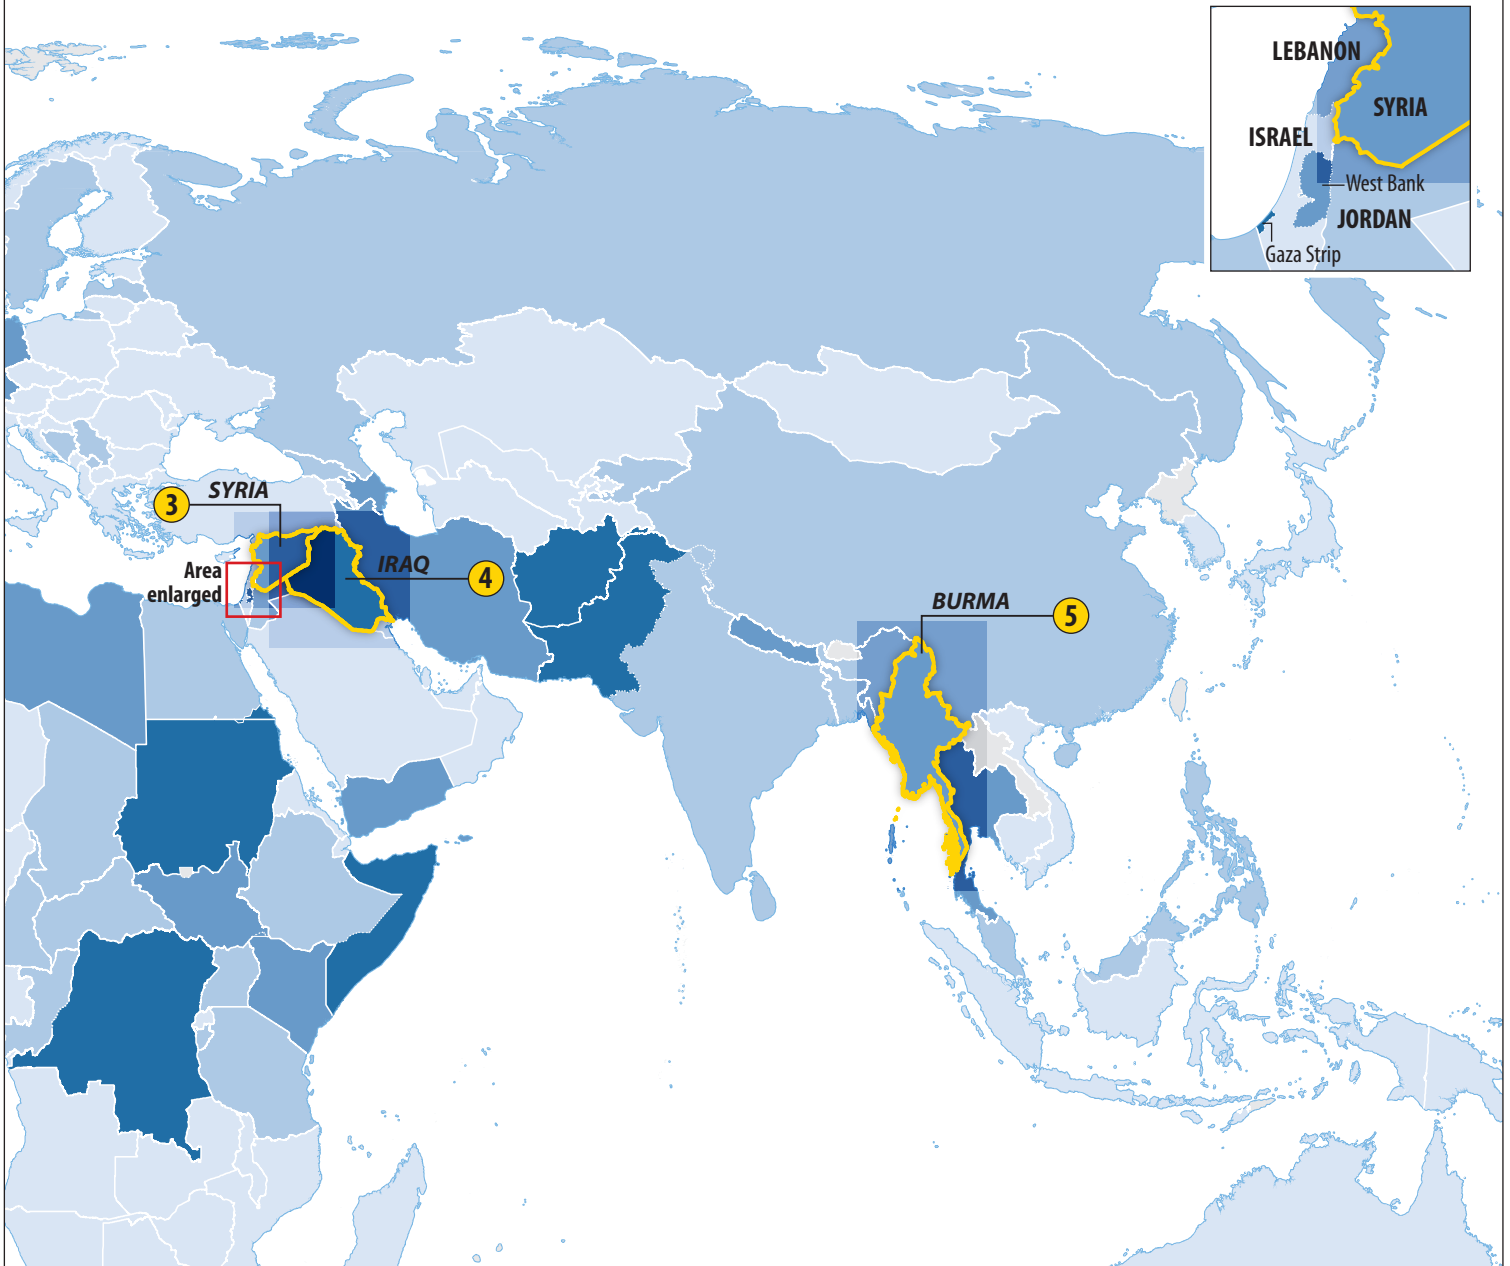 LEBANON
SYRIA
ISRAEL
West Bank
JORDAN
Gaza Strip
3
SYRIA
IRAQ
4
Area
enlarged
BURMA
5